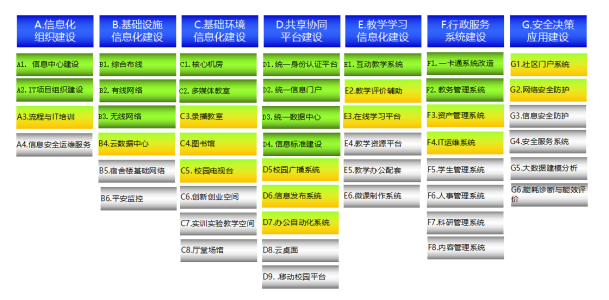 A.信息化
组织建设
B.基础设施
信息化建设
C.基础环境
信息化建设
D.共享协同
平台建设
E.教学学习
信息化建设
F.行政服务
系统建设
G.安全决策
应用建设
A1. 信息中心建设
A2.IT项目组织建设
A3.流程与IT培训
A4.信息安全运维服务
B1.综合布线
B2.有线网络
B3.无线网络
B4.云数据中心
B5.宿舍楼基础网络
B6.平安监控
C1.核心机房
C2.多媒体教室
C3.录播教室
C4.图书馆
C5.校园电视台
C6.创新创业空间
C7.实训实验教学空间
C8.厅堂场馆
D1.统一身份认证平台
D2.统一信息门户
D3.统一数据中心
D4.信息标准建设
D5校园广播系统
D6.信息发布系统
D7.办公自动化系统
D8.云桌面
D9.移动校园平台
E1.互动教学系统
E2.教学评价辅助
E3.在线学习平台
E4.教学资源平台
E5.教学办公配套
E6.微课制作系统
F1.一卡通系统改造
F2.教务管理系统
F3.资产管理系统
F4.IT运维系统
F5.学生管理系统
F6.人事管理系统
F7.科研管理系统
F8.内容管理系统
G1.社区门户系统
G2.网络安全防护
G3.信息安全防护
G4.安全服务系统
G5.大数据建模分析
G6.能耗诊断与能效评
价